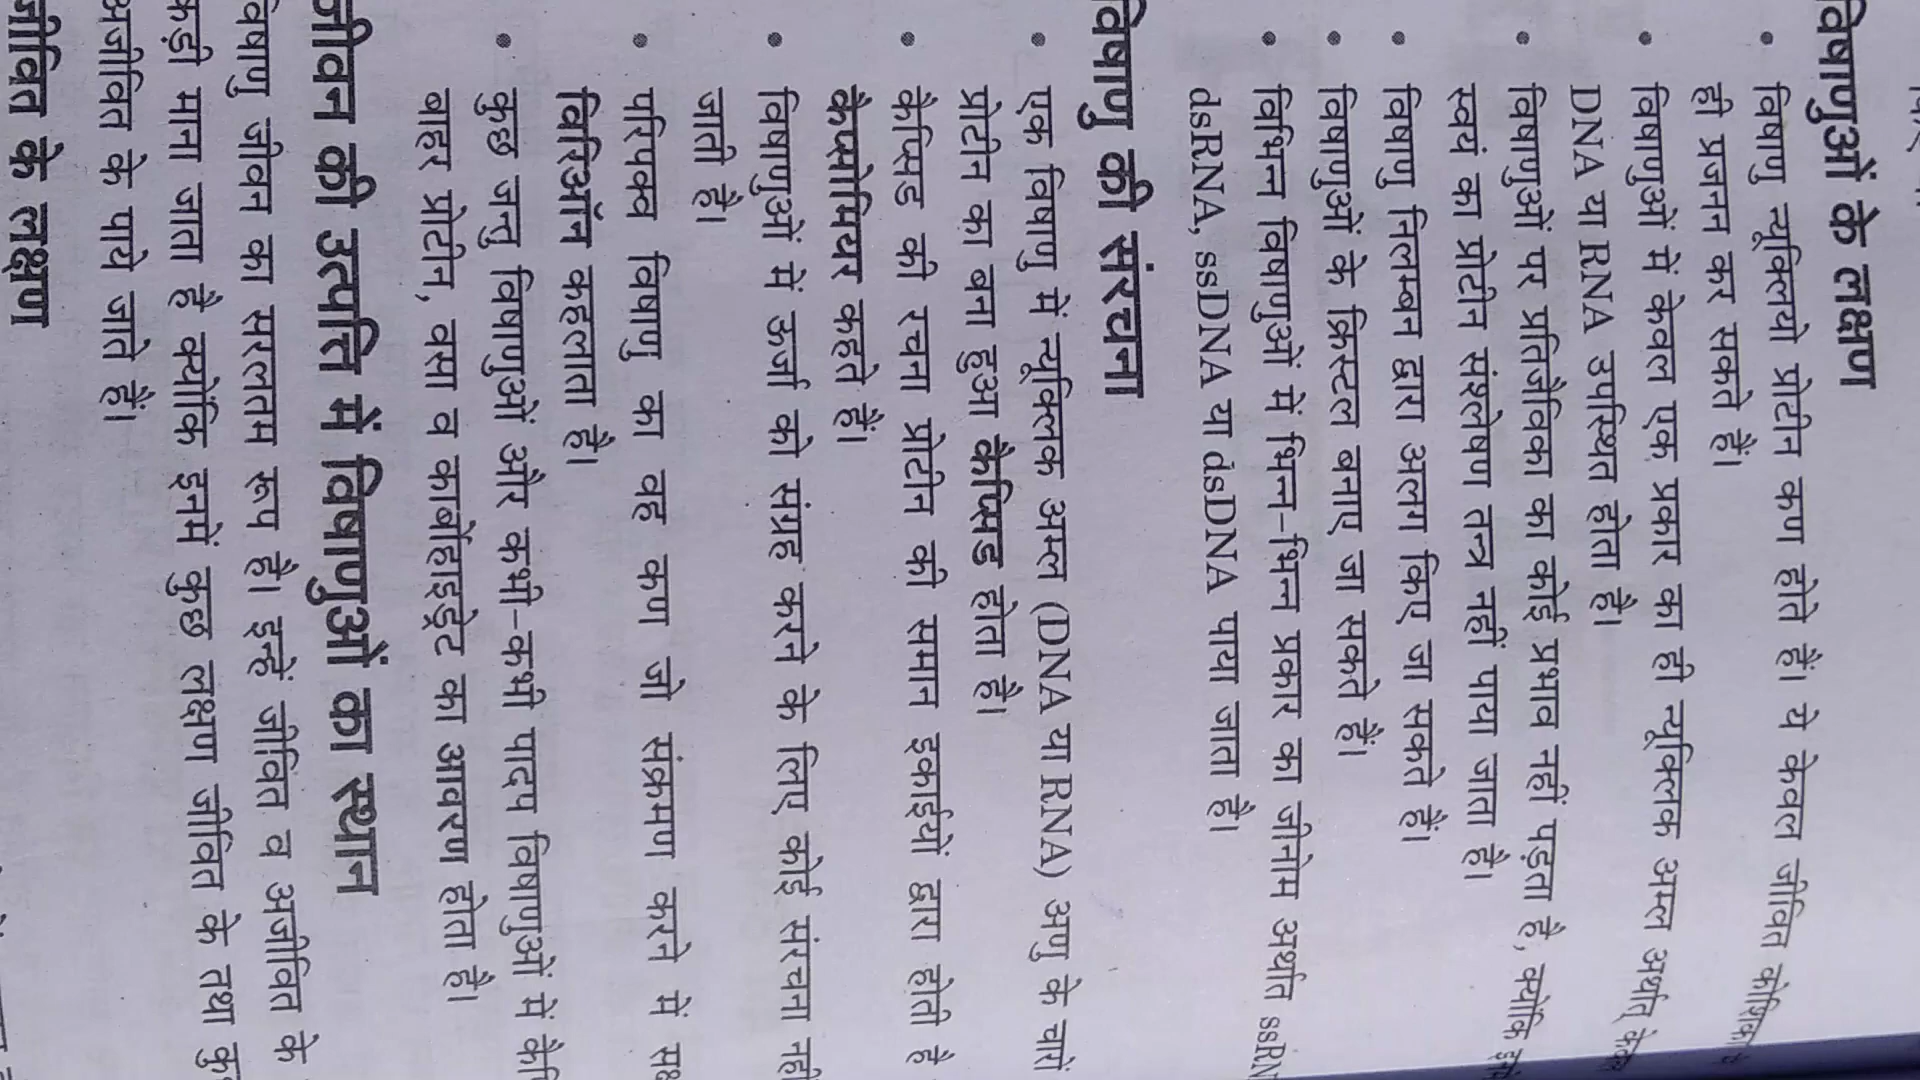 विषाणुओं के लक्षण
• विषाणु न्यूक्लियो प्रोटीन कण होते हैं। ये केवल जीवित
ही प्रजनन कर सकते हैं।
• विषाणुओं में केवल एक प्रकार का ही न्यूक्लिक अम्ल अर्थात्
DNA या RNA उपस्थित होता है।
• विषाणुओं पर प्रतिजैविका का कोई प्रभाव नहीं पड़ता है, क्योंकि
स्वयं का प्रोटीन संश्लेषण तन्त्र नहीं पाया जाता है।
• विषाणु निलम्बन द्वारा अलग किए जा सकते हैं।
• विषाणुओं के क्रिस्टल बनाए जा सकते हैं।
• विभिन्न विषाणुओं में भिन्न-भिन्न प्रकार का जीनोम अर्थात ssRN
dsRNA, ssDNA या dsDNA पाया जाता है।
विषाणु की संरचना
• एक विषाणु में न्यूक्लिक अम्ल (DNA या RNA) अणु के चारों
प्रोटीन का बना हुआ कैप्सिड होता है।
• कैप्सिड की रचना प्रोटीन की समान इकाईयों द्वारा होती है
कैप्सोमियर कहते हैं।
• विषाणुओं में ऊर्जा को संग्रह करने के लिए कोई संरचना नहीं
जाती है।
• परिपक्व विषाणु का वह कण जो संक्रमण करने में
विरिऑन कहलाता है।
• कुछ जन्तु विषाणुओं और कभी-कभी पादप विषाणुओं में
बाहर प्रोटीन, वसा व कार्बोहाइड्रेट का आवरण होता है।
जीवन की उत्पत्ति में विषाणुओं का स्थान
विषाणु जीवन का सरलतम रूप है। इन्हें जीवित व अजीवित के
कड़ी माना जाता है क्योंकि इनमें कुछ लक्षण जीवित के तथा
अजीवित के पाये जाते हैं।
जीवित के लक्षण